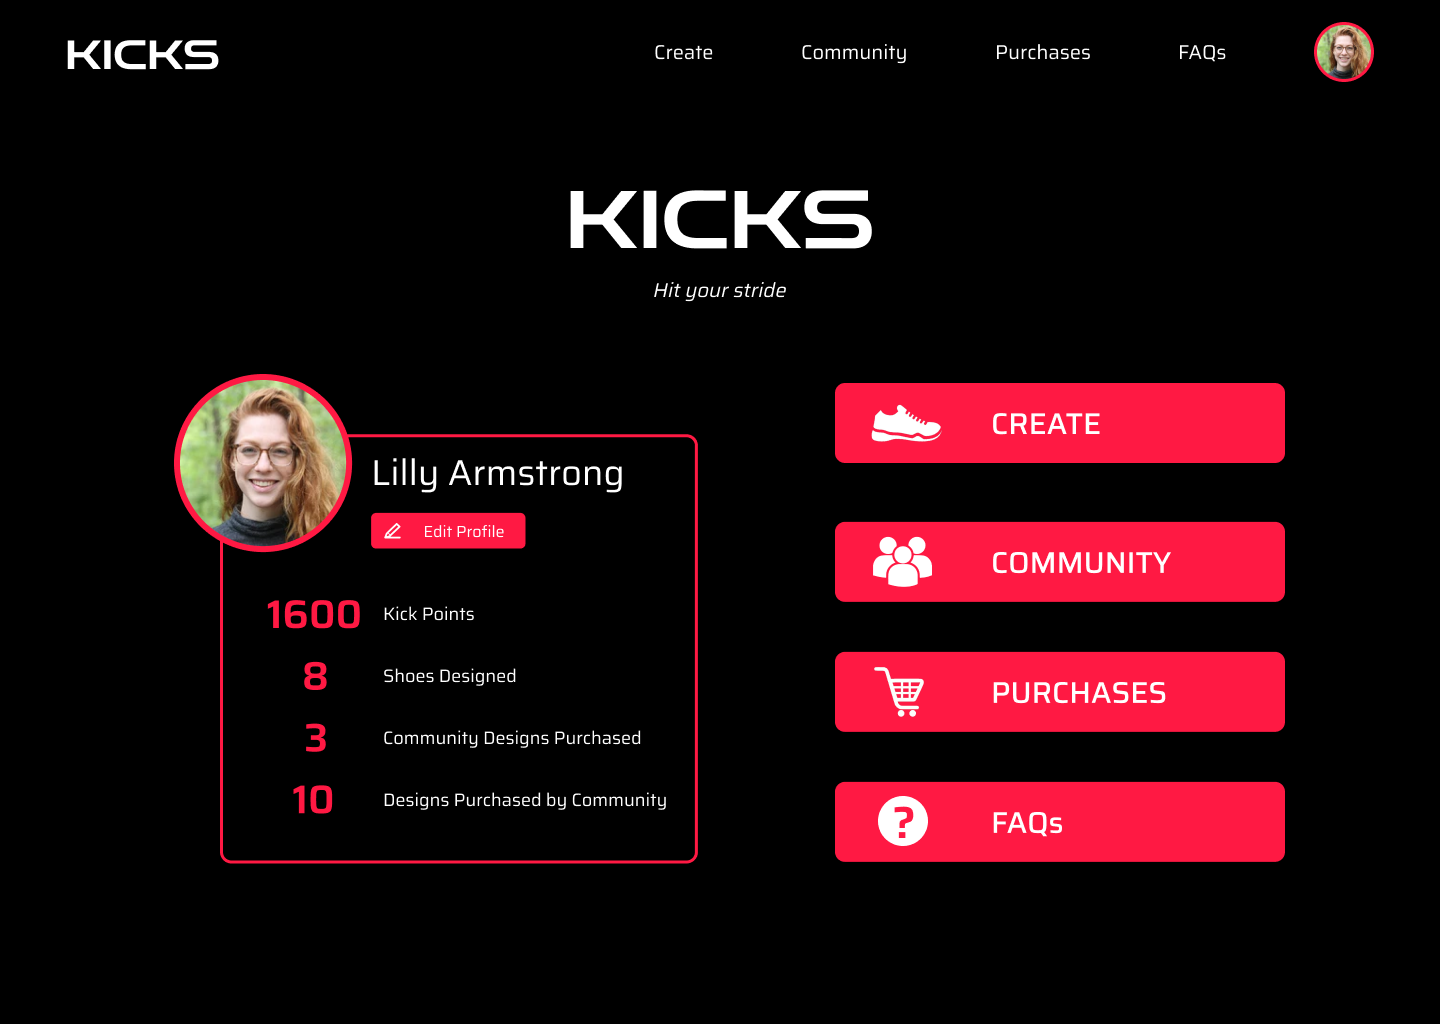 KICKS
Create
Community
Purchases
FAQs
KICKS
Hit your stride
Lilly Armstrong
Edit Profile
1600 Kick Points
8 Shoes Designed
3 Community Designs Purchased
10 Designs Purchased by Community
CREATE
COMMUNITY
PURCHASES
?
FAQs